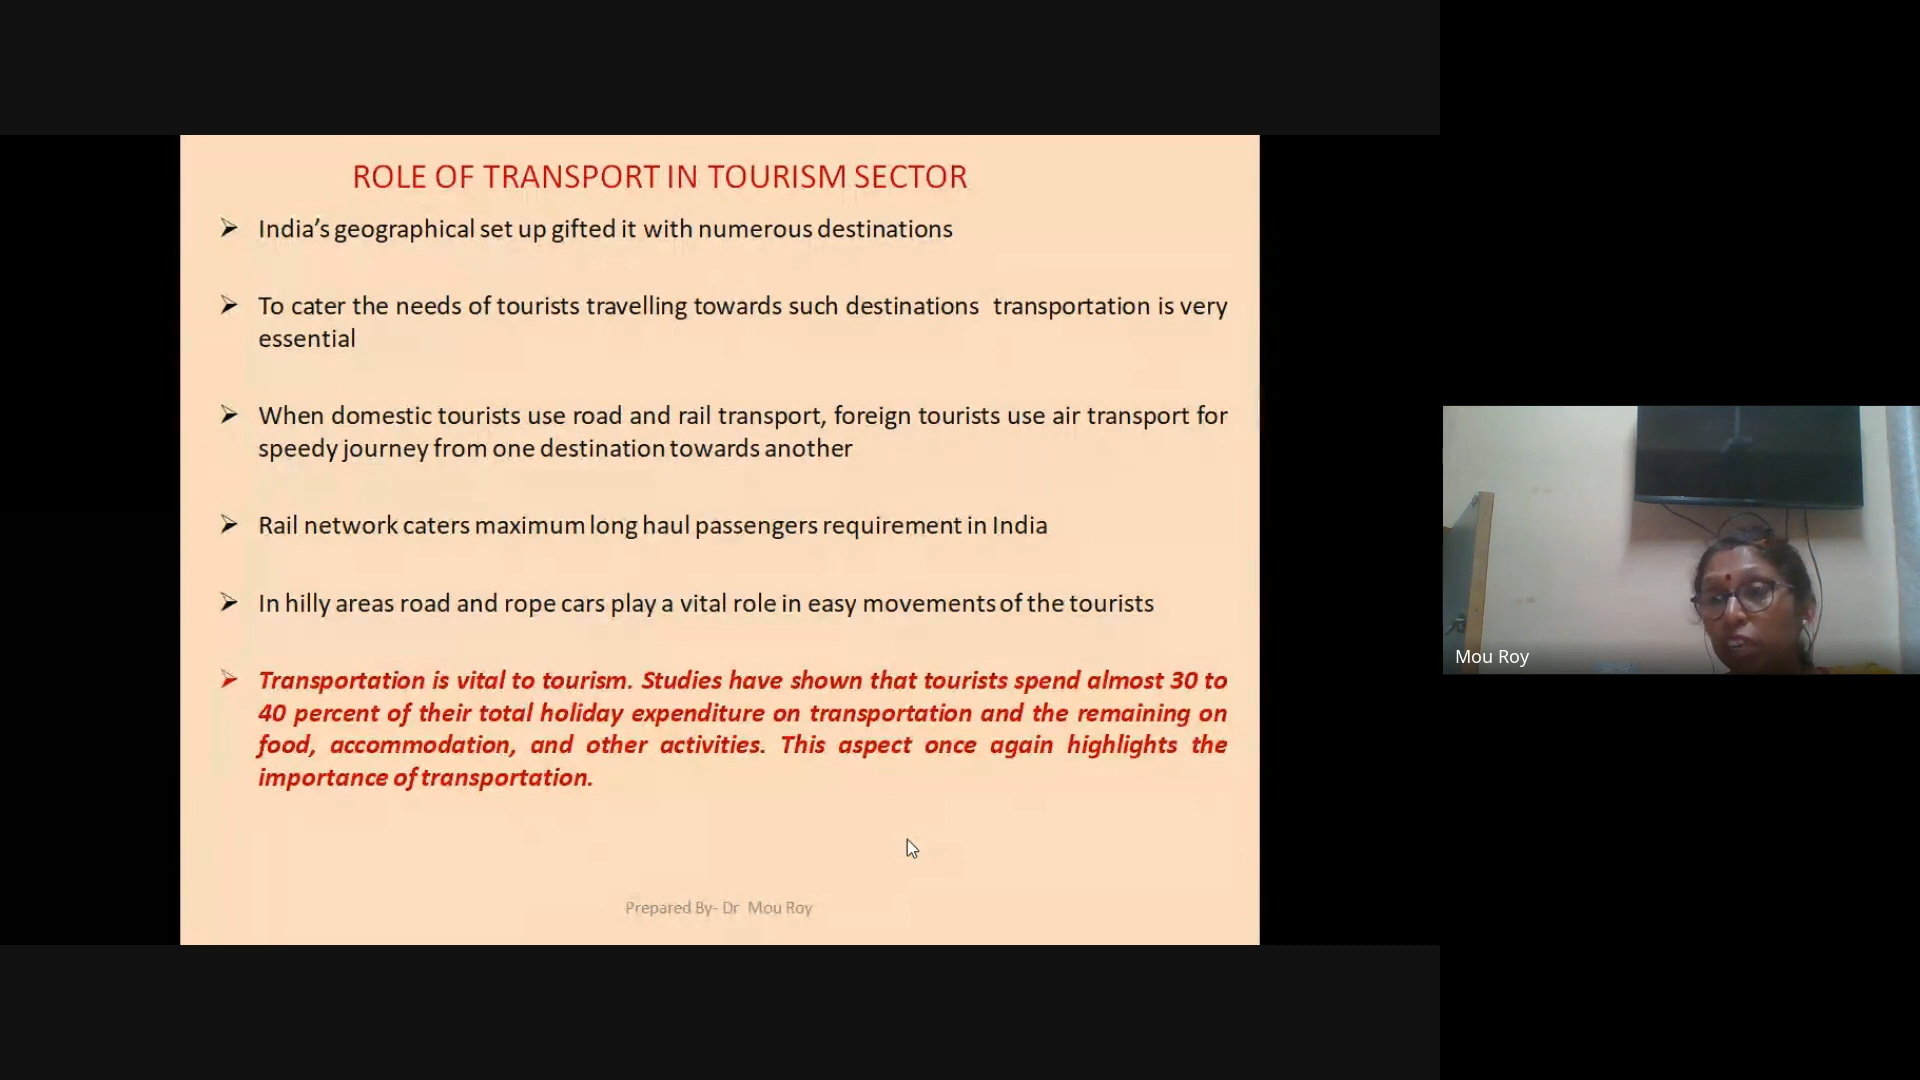 ROLE OF TRANSPORT IN TOURISM SECTOR
India's geographical set up gifted it with numerous destinations
To cater the needs of tourists travelling towards such destinations transportation is very
essential
When domestic tourists use road and rail transport, foreign tourists use air transport for
speedy journey from one destination towards another
Rail network caters maximum long haul passengers requirement in India
In hilly areas road and rope cars play a vital role in easy movements of the tourists
Transportation is vital to tourism. Studies have shown that tourists spend almost 30 to
40 percent of their total holiday expenditure on transportation and the remaining on
food, accommodation, and other activities. This aspect once again highlights the
importance of transportation.
Prepared By- Dr Mou Roy
Mou Roy